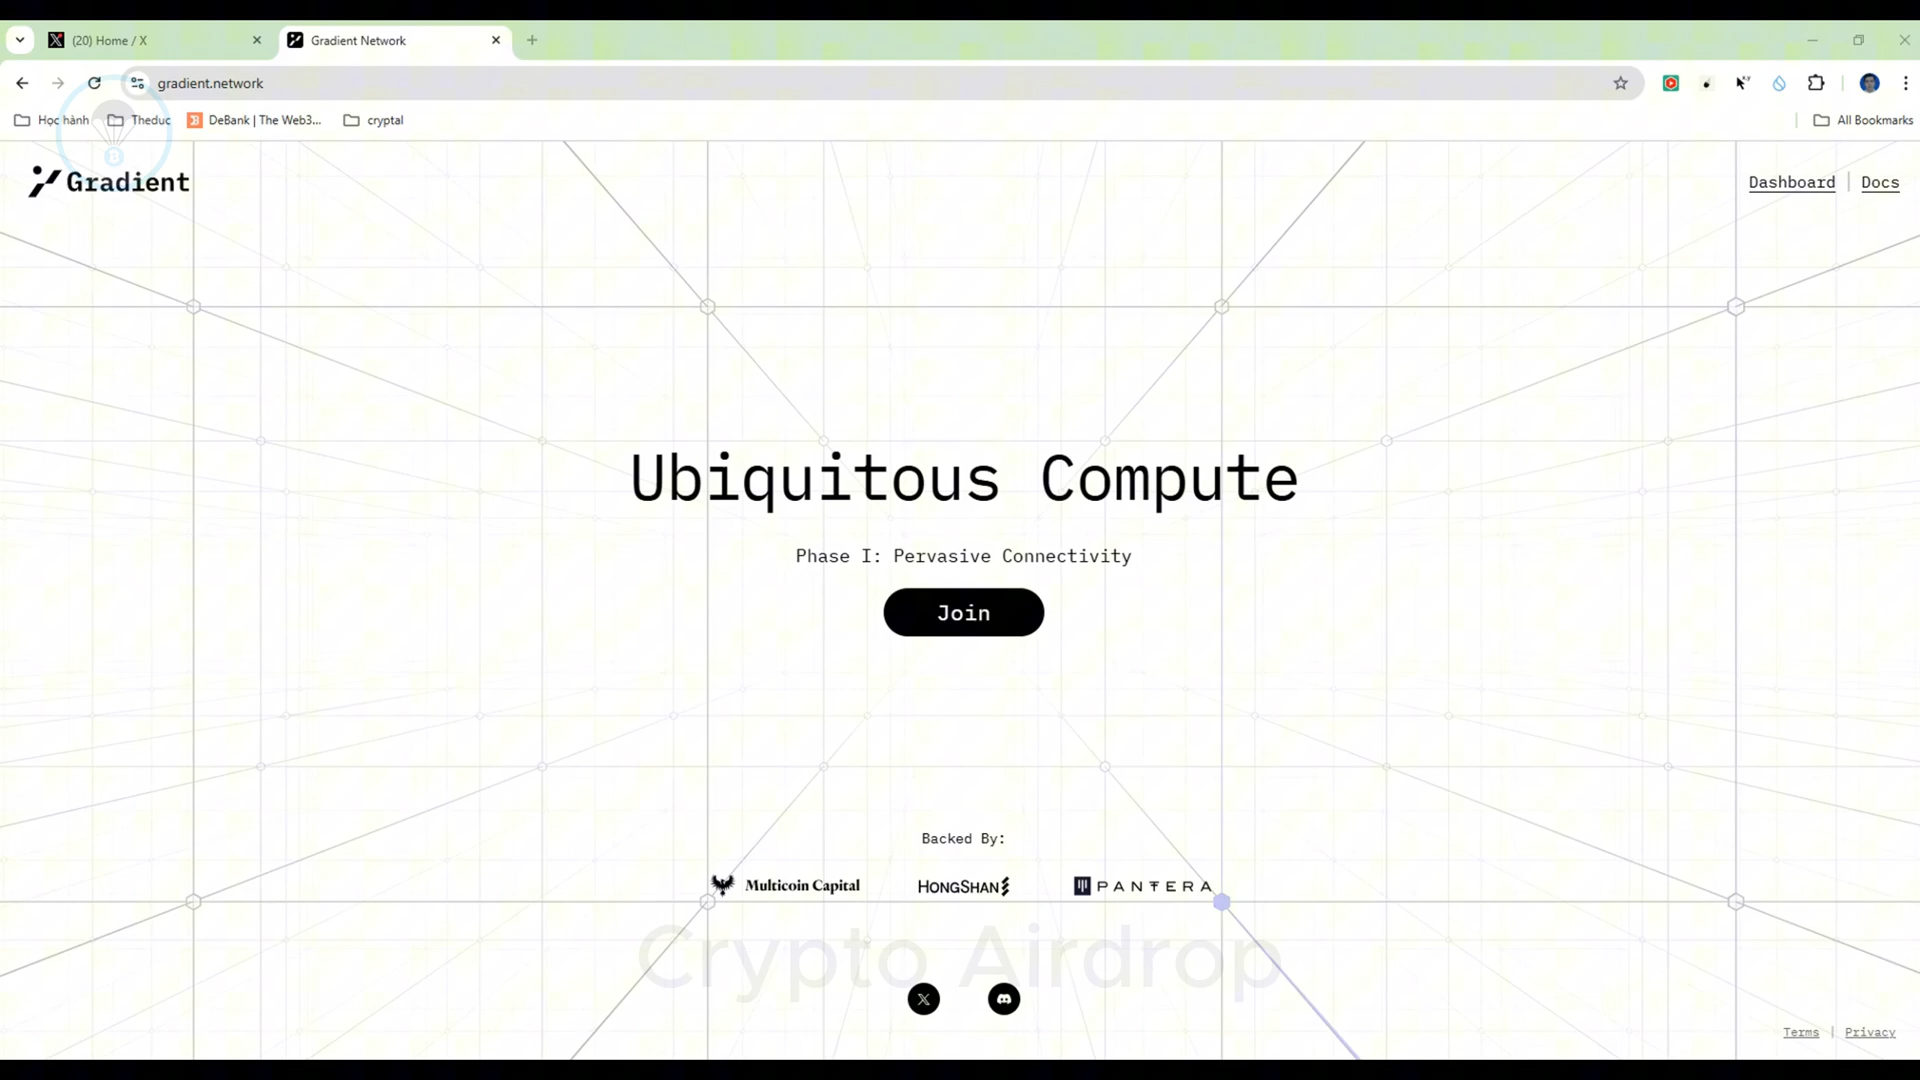 (20) Home / X
Gradient Network
gradient.network
Học hành
Theduc
DeBank | The Web3...
cryptal
All Bookmarks
Gradient
Dashboard | Docs
Ubiquitous Compute
Phase I: Pervasive Connectivity
Join
Backed By:
Multicoin Capital
HONGSHAN
PANTERA
Crypto Airdrop
Terms | Privacy